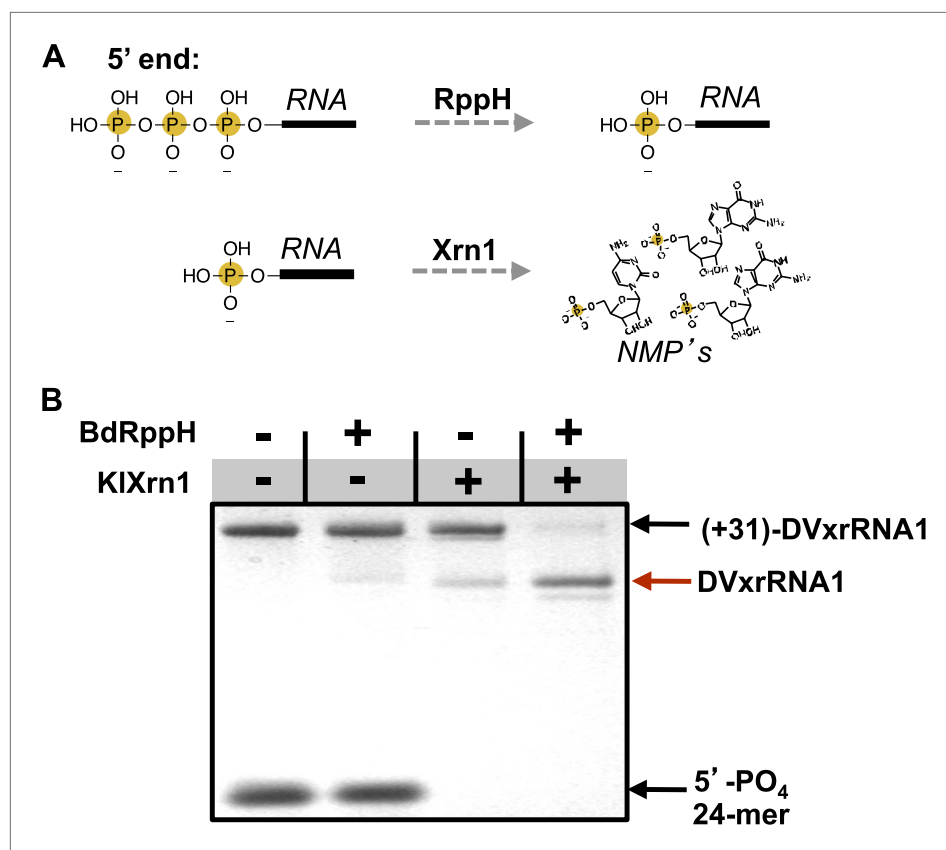 A 5' end:
OH OH OH RNA RppH OH RNA
HO P O P O P O HO P O
O O O O
– – – –
RNA Xrn1
OH
HO P O
O
–
NMP's
B
BdRppH - + - +
KlXrn1 - - + +
(+31)-DVxrRNA1
DVxrRNA1
5'-PO₄
24-mer